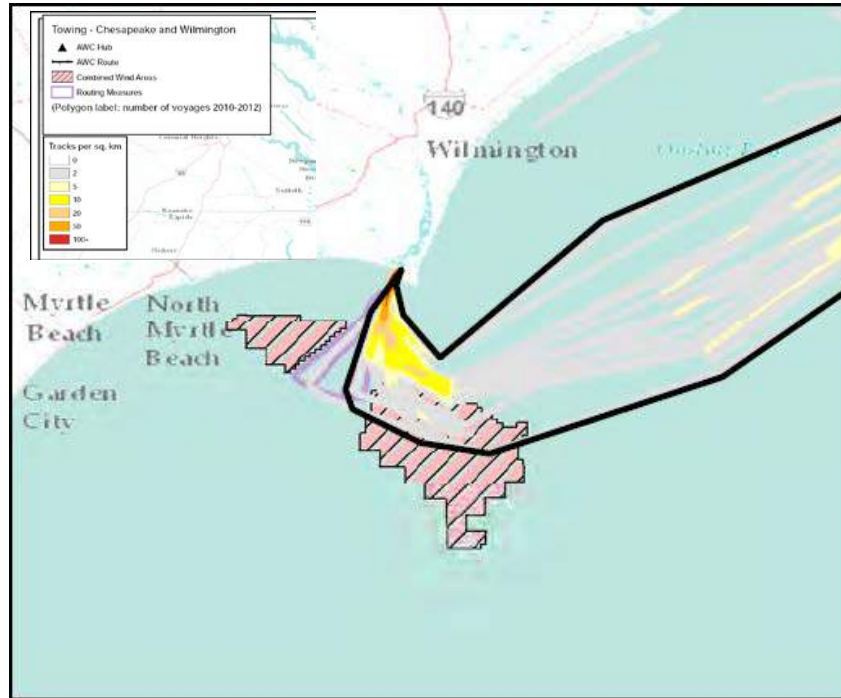 Towing - Chesapeake and Wilmington
AWC Hub
AWC Route
Combined Wind Areas
Routing Measures
(Polygon label: number of voyages 2010-2012)
Tracks per sq. km
0
2
5
10
20
50
100+
140
Wilmington
Myrtle
Beach
North
Myrtle
Beach
Garden
City